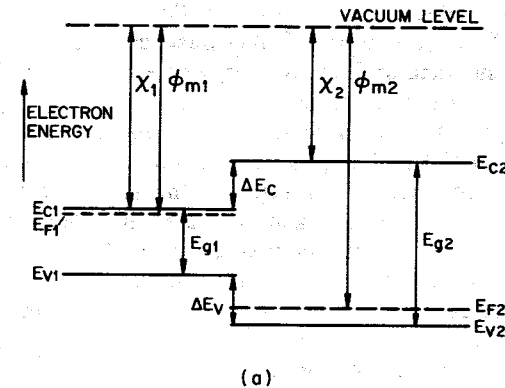 VACUUM LEVEL
ELECTRON
ENERGY
χ1 ϕm1 χ2 ϕm2
EC2
ΔEC
EC1
EF1
Eg1 Eg2
EV1
ΔEV
EF2
EV2
(a)